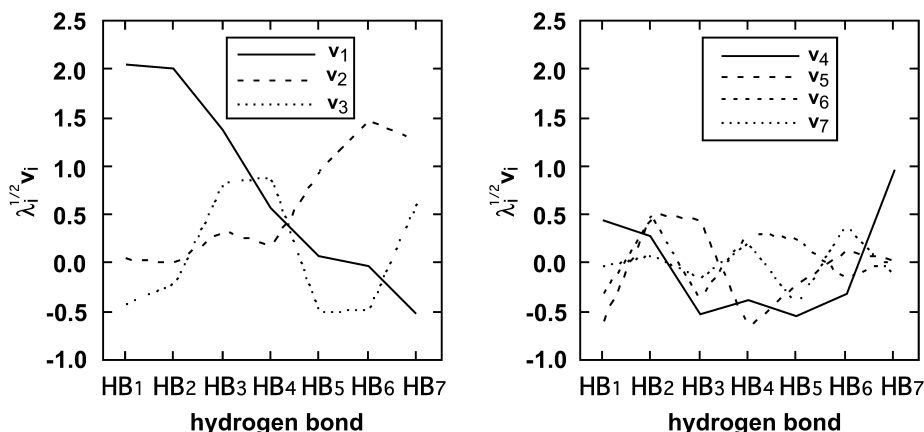 2.5
2.0
1.5
1.0
0.5
0.0
-0.5
-1.0
λi1/2vi
v1
v2
v3
HB1 HB2 HB3 HB4 HB5 HB6 HB7
hydrogen bond
2.5
2.0
1.5
1.0
0.5
0.0
-0.5
-1.0
λi1/2vi
v4
v5
v6
v7
HB1 HB2 HB3 HB4 HB5 HB6 HB7
hydrogen bond